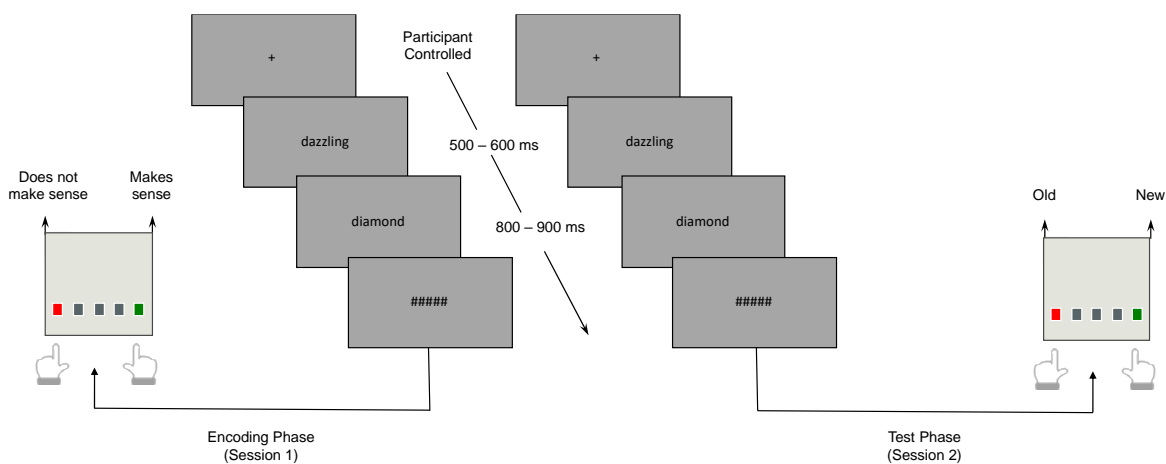 Participant
Controlled
+
+
dazzling
500 – 600 ms
dazzling
Does not
make sense
Makes
sense
diamond
800 – 900 ms
diamond
Old
New
#####
#####
Encoding Phase
(Session 1)
Test Phase
(Session 2)